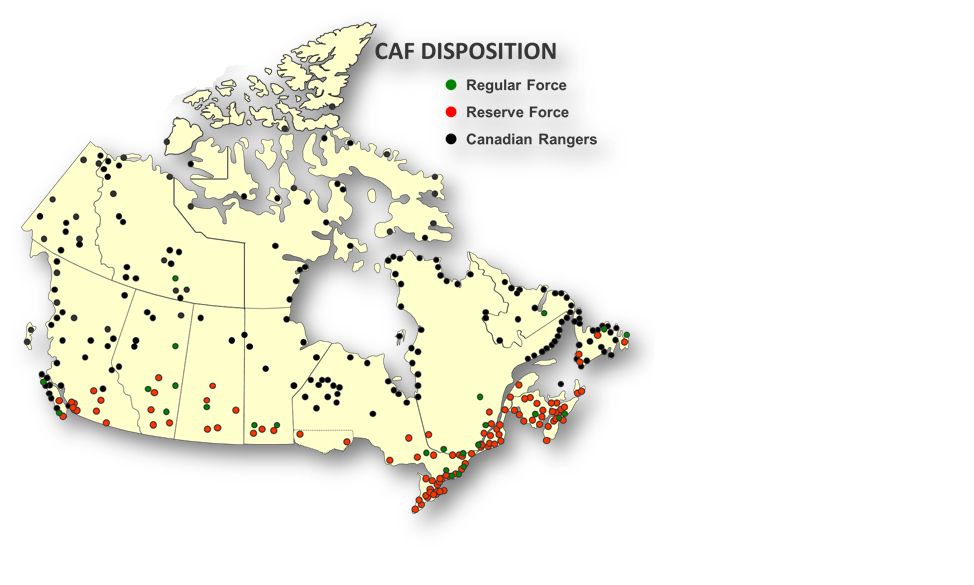 CAF DISPOSITION
Regular Force
Reserve Force
Canadian Rangers